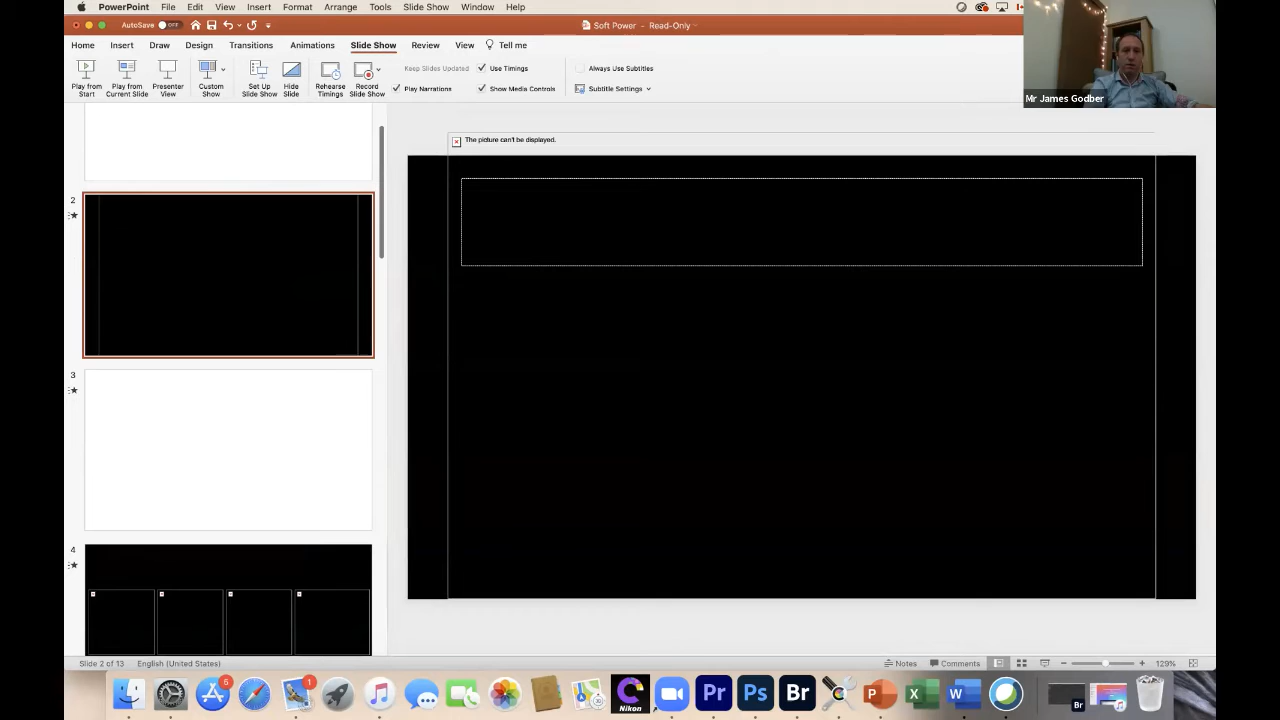 PowerPoint File Edit View Insert Format Arrange Tools Slide Show Window Help
AutoSave OFF Soft Power - Read-Only
Home Insert Draw Design Transitions Animations Slide Show Review View Tell me
Play from Start
Play from Current Slide
Presenter View
Custom Show
Set Up Slide Show
Hide Slide
Rehearse Timings
Record Slide Show
Keep Slides Updated
Use Timings
Play Narrations
Show Media Controls
Always Use Subtitles
Subtitle Settings
Mr James Godber
The picture can't be displayed.
2
3
4
Slide 2 of 13 English (United States) Notes Comments 129%
5
1
Nikon
Pr
Ps
Br
P
X
W
Br